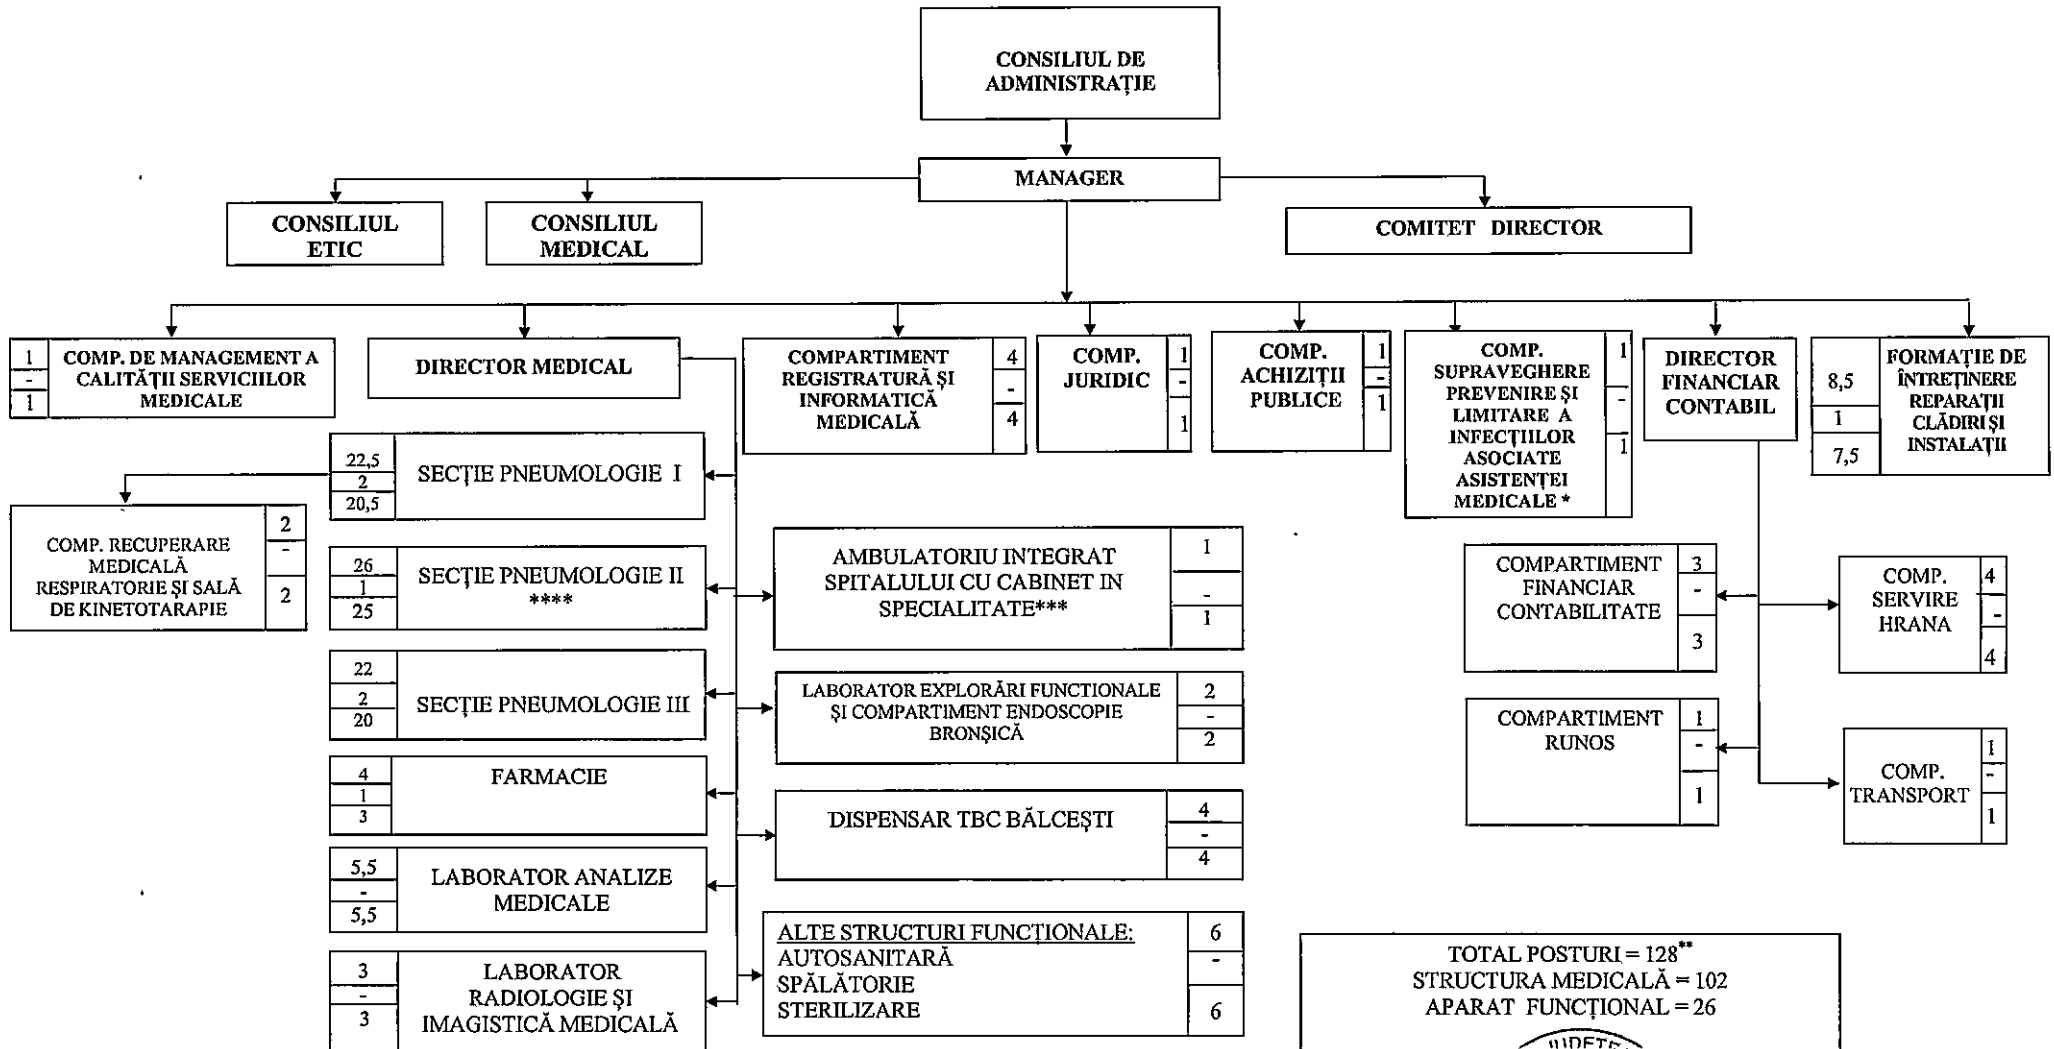 CONSILIUL DE
ADMINISTRAȚIE
MANAGER
CONSILIUL
ETIC
CONSILIUL
MEDICAL
COMITET DIRECTOR
1
-
1
COMP. DE MANAGEMENT A
CALITĂȚII SERVICIILOR
MEDICALE
DIRECTOR MEDICAL
COMPARTIMENT
REGISTRATURĂ ȘI
INFORMATICĂ
MEDICALĂ
4
-
4
COMP.
JURIDIC
1
-
1
COMP.
ACHIZIȚII
PUBLICE
1
-
1
COMP.
SUPRAVEGHERE
PREVENIRE ȘI
LIMITARE A
INFECȚIILOR
ASOCIATE
ASISTENȚEI
MEDICALE *
1
-
1
DIRECTOR
FINANCIAR
CONTABIL
8,5
1
7,5
FORMAȚIE DE
ÎNTREȚINERE
REPARAȚII
CLĂDIRI ȘI
INSTALAȚII
22,5
2
20,5
SECȚIE PNEUMOLOGIE I
COMP. RECUPERARE
MEDICALĂ
RESPIRATORIE ȘI SALĂ
DE KINETOTARAPIE
2
-
2
26
1
25
SECȚIE PNEUMOLOGIE II
****
AMBULATORIU INTEGRAT
SPITALULUI CU CABINET IN
SPECIALITATE***
1
-
1
COMPARTIMENT
FINANCIAR
CONTABILITATE
3
-
3
COMP.
SERVIRE
HRANA
4
-
4
22
2
20
SECȚIE PNEUMOLOGIE III
LABORATOR EXPLORĂRI FUNCTIONALE
ȘI COMPARTIMENT ENDOSCOPIE
BRONȘICĂ
2
-
2
COMPARTIMENT
RUNOS
1
-
1
COMP.
TRANSPORT
1
-
1
4
1
3
FARMACIE
DISPENSAR TBC BĂLCEȘTI
4
-
4
5,5
-
5,5
LABORATOR ANALIZE
MEDICALE
ALTE STRUCTURI FUNCȚIONALE:
AUTOSANITARĂ
SPĂLĂTORIE
STERILIZARE
6
-
6
3
-
3
LABORATOR
RADIOLOGIE ȘI
IMAGISTICĂ MEDICALĂ
TOTAL POSTURI = 128**
STRUCTURA MEDICALĂ = 102
APARAT FUNCȚIONAL = 26